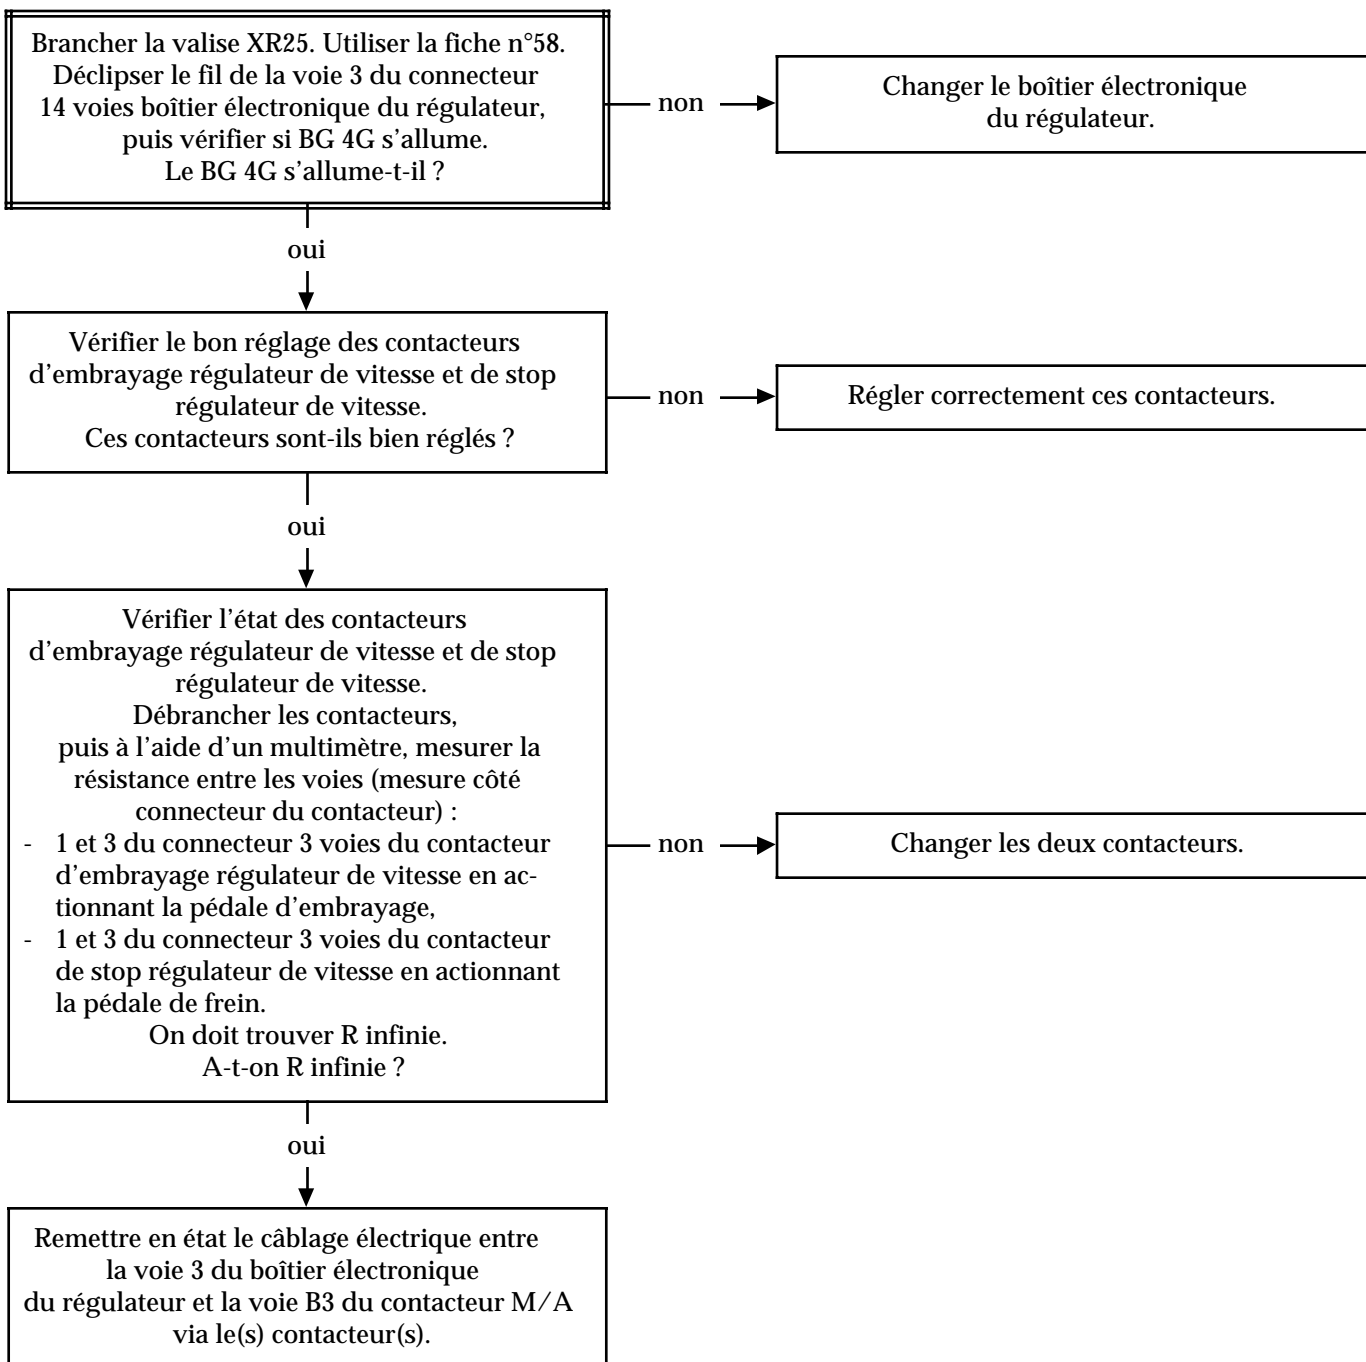 Brancher la valise XR25. Utiliser la fiche n°58.
Déclipser le fil de la voie 3 du connecteur
14 voies boîtier électronique du régulateur,
puis vérifier si BG 4G s’allume.
Le BG 4G s’allume-t-il ?
non
Changer le boîtier électronique
du régulateur.
oui
Vérifier le bon réglage des contacteurs
d’embrayage régulateur de vitesse et de stop
régulateur de vitesse.
Ces contacteurs sont-ils bien réglés ?
non
Régler correctement ces contacteurs.
oui
Vérifier l’état des contacteurs
d’embrayage régulateur de vitesse et de stop
régulateur de vitesse.
Débrancher les contacteurs,
puis à l’aide d’un multimètre, mesurer la
résistance entre les voies (mesure côté
connecteur du contacteur) :
- 1 et 3 du connecteur 3 voies du contacteur
d’embrayage régulateur de vitesse en ac-
tionnant la pédale d’embrayage,
- 1 et 3 du connecteur 3 voies du contacteur
de stop régulateur de vitesse en actionnant
la pédale de frein.
On doit trouver R infinie.
A-t-on R infinie ?
non
Changer les deux contacteurs.
oui
Remettre en état le câblage électrique entre
la voie 3 du boîtier électronique
du régulateur et la voie B3 du contacteur M/A
via le(s) contacteur(s).